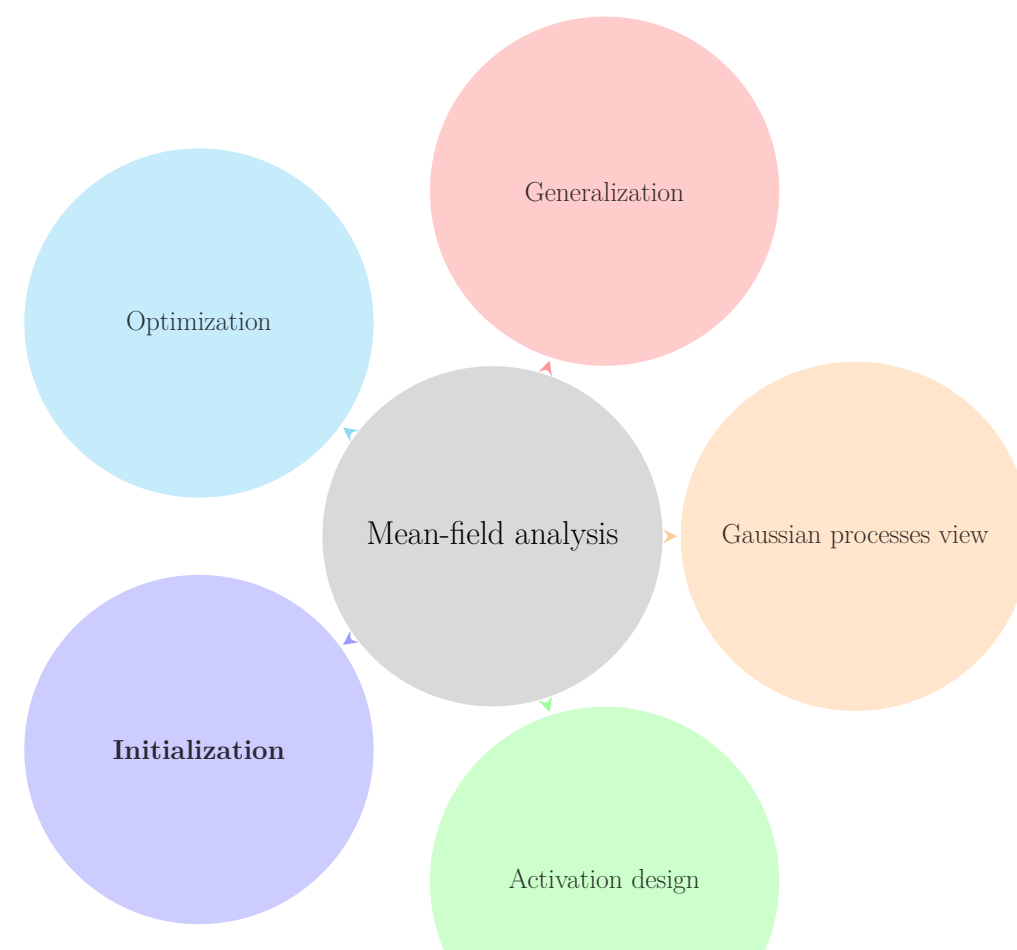 Generalization
Optimization
Mean-field analysis
Gaussian processes view
Initialization
Activation design